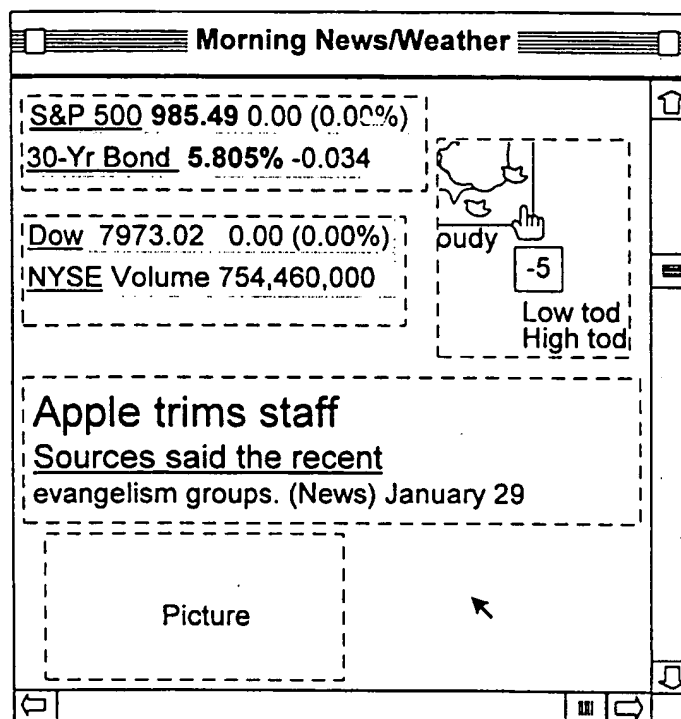 Morning News/Weather
S&P 500 985.49 0.00 (0.00%)
30-Yr Bond 5.805% -0.034
oudy
Dow 7973.02 0.00 (0.00%)
-5
NYSE Volume 754,460,000
Low tod
High tod
Apple trims staff
Sources said the recent
evangelism groups. (News) January 29
Picture